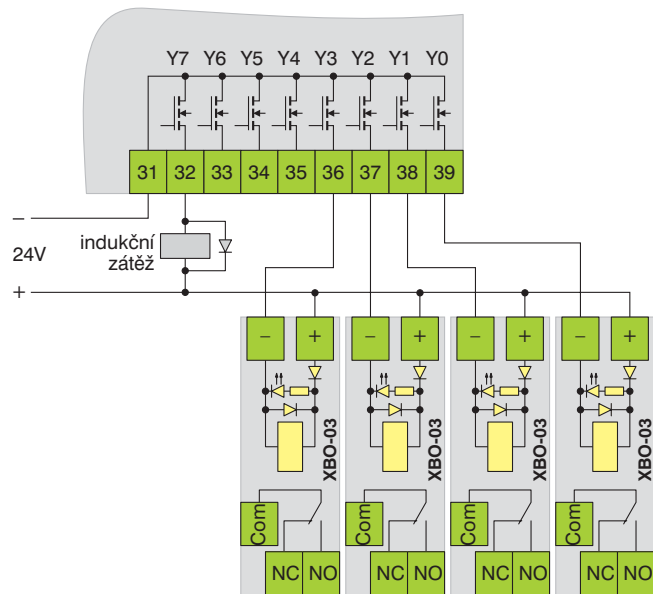 Y7 Y6 Y5 Y4 Y3 Y2 Y1 Y0
31 32 33 34 35 36 37 38 39
–
24V
indukční
zátěž
+
– + – + – + – +
XBO-03 XBO-03 XBO-03 XBO-03
Com Com Com Com
NC NO NC NO NC NO NC NO